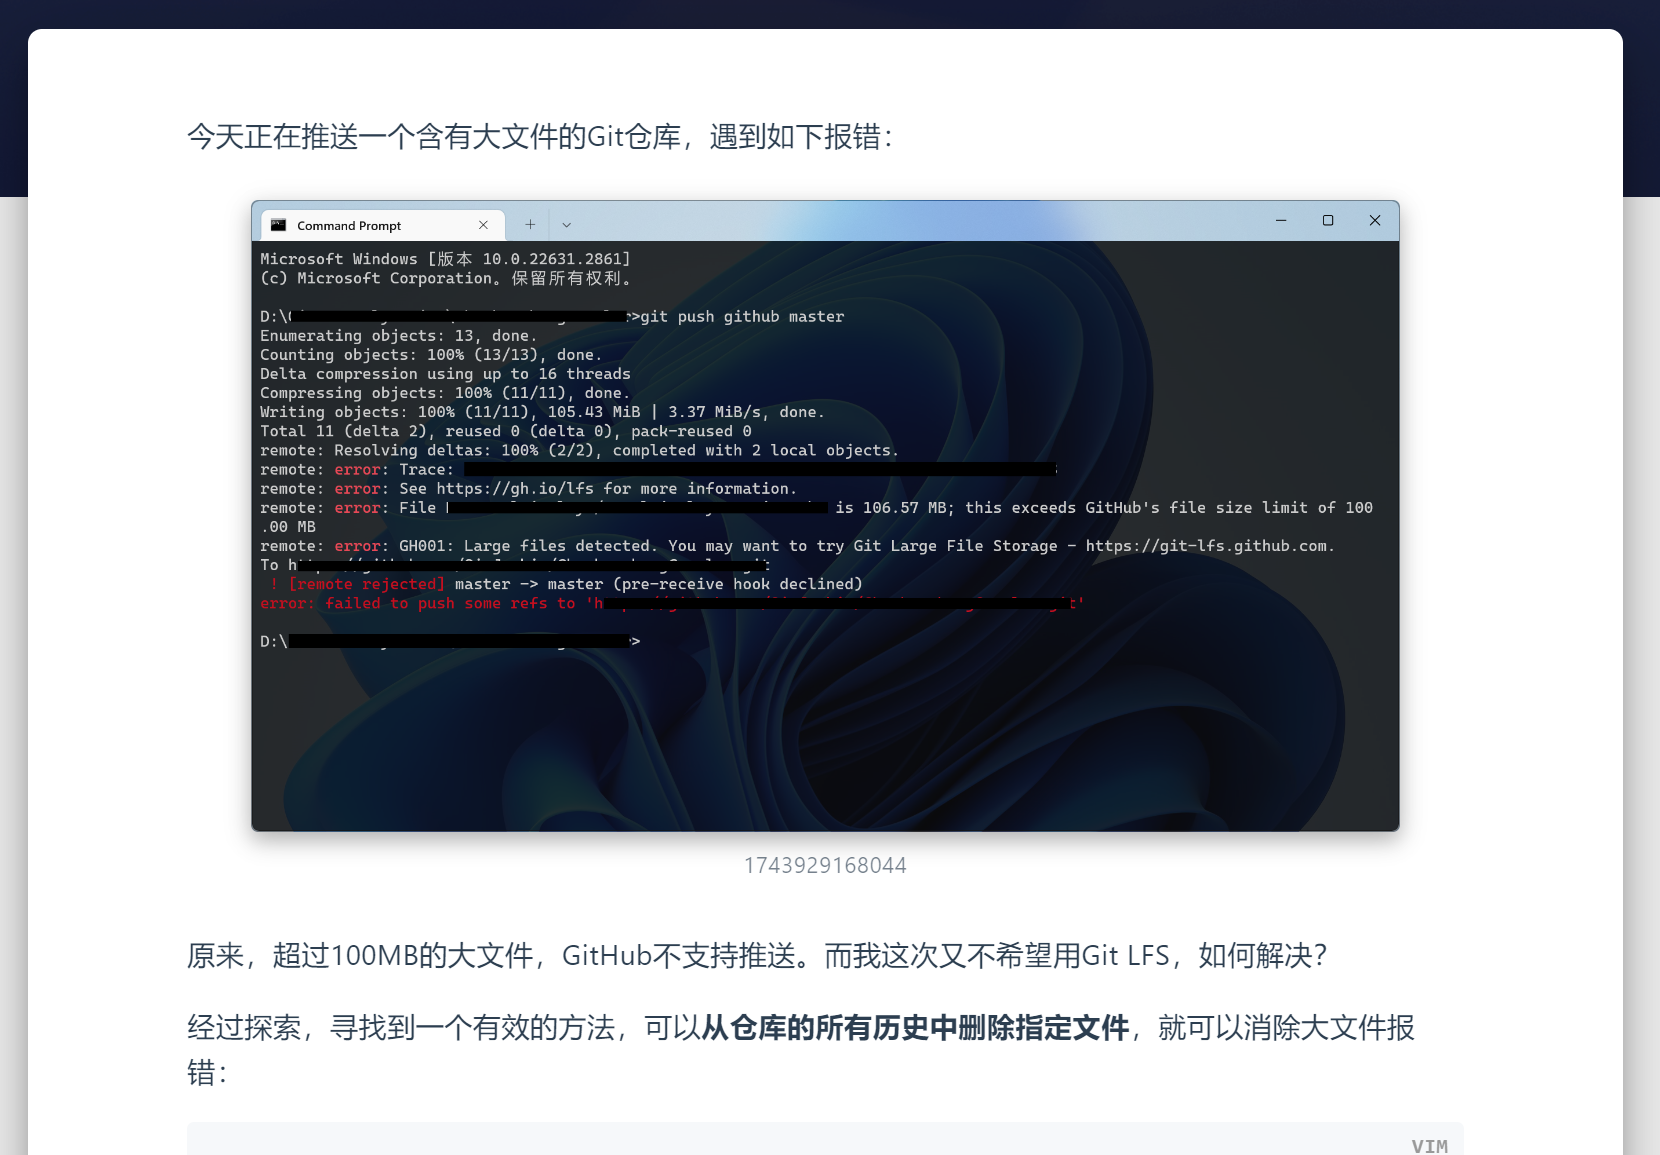 今天正在推送一个含有大文件的Git仓库，遇到如下报错：
Command Prompt
Microsoft Windows [版本 10.0.22631.2861]
(c) Microsoft Corporation。保留所有权利。
D:\ >git push github master
Enumerating objects: 13, done.
Counting objects: 100% (13/13), done.
Delta compression using up to 16 threads
Compressing objects: 100% (11/11), done.
Writing objects: 100% (11/11), 105.43 MiB | 3.37 MiB/s, done.
Total 11 (delta 2), reused 0 (delta 0), pack-reused 0
remote: Resolving deltas: 100% (2/2), completed with 2 local objects.
remote: error: Trace:
remote: error: See https://gh.io/lfs for more information.
remote: error: File is 106.57 MB; this exceeds GitHub's file size limit of 100
.00 MB
remote: error: GH001: Large files detected. You may want to try Git Large File Storage - https://git-lfs.github.com.
To
! [remote rejected] master -> master (pre-receive hook declined)
error: failed to push some refs to '
D:\ >
1743929168044
原来，超过100MB的大文件，GitHub不支持推送。而我这次又不希望用Git LFS，如何解决？
经过探索，寻找到一个有效的方法，可以从仓库的所有历史中删除指定文件，就可以消除大文件报
错：
VIM